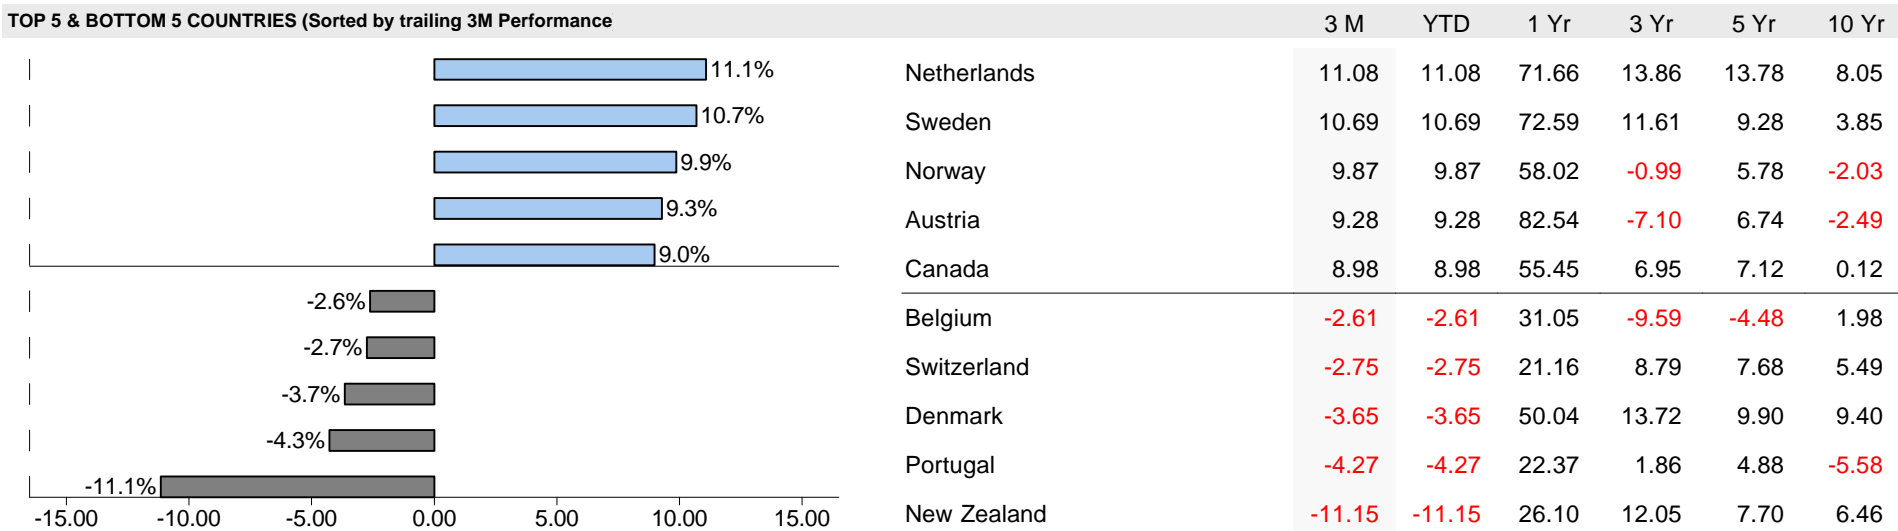 TOP 5 & BOTTOM 5 COUNTRIES (Sorted by trailing 3M Performance 3 M YTD 1 Yr 3 Yr 5 Yr 10 Yr
11.1% Netherlands 11.08 11.08 71.66 13.86 13.78 8.05
10.7% Sweden 10.69 10.69 72.59 11.61 9.28 3.85
9.9% Norway 9.87 9.87 58.02 -0.99 5.78 -2.03
9.3% Austria 9.28 9.28 82.54 -7.10 6.74 -2.49
9.0% Canada 8.98 8.98 55.45 6.95 7.12 0.12
-2.6% Belgium -2.61 -2.61 31.05 -9.59 -4.48 1.98
-2.7% Switzerland -2.75 -2.75 21.16 8.79 7.68 5.49
-3.7% Denmark -3.65 -3.65 50.04 13.72 9.90 9.40
-4.3% Portugal -4.27 -4.27 22.37 1.86 4.88 -5.58
-11.1% New Zealand -11.15 -11.15 26.10 12.05 7.70 6.46
-15.00 -10.00 -5.00 0.00 5.00 10.00 15.00